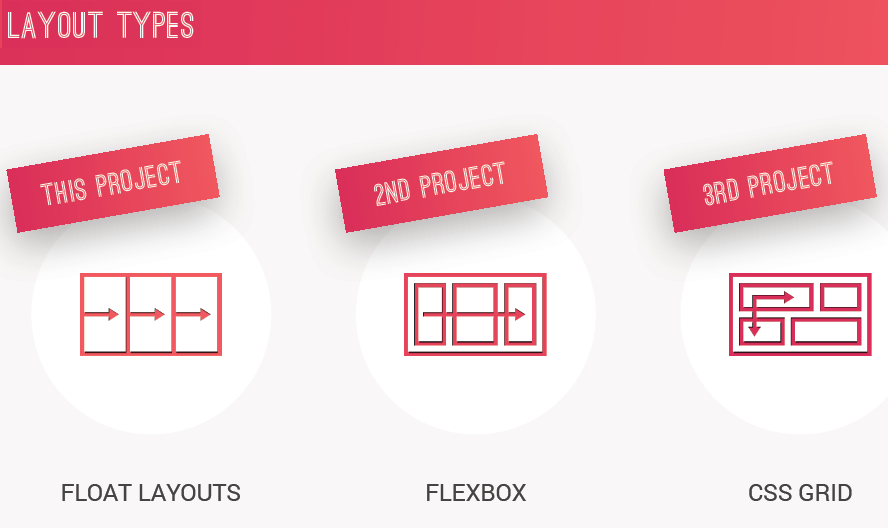 LAYOUT TYPES
THIS PROJECT
2ND PROJECT
3RD PROJECT
FLOAT LAYOUTS
FLEXBOX
CSS GRID